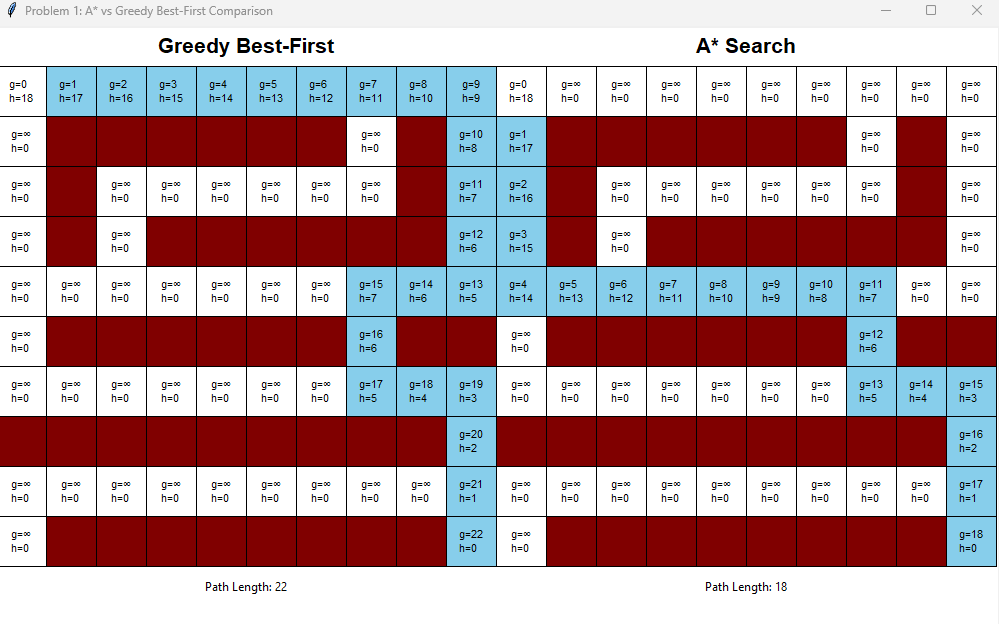 Problem 1: A* vs Greedy Best-First Comparison
Greedy Best-First A* Search
g=0 g=1 g=2 g=3 g=4 g=5 g=6 g=7 g=8 g=9 g=0 g=∞ g=∞ g=∞ g=∞ g=∞ g=∞ g=∞ g=∞ g=∞
h=18 h=17 h=16 h=15 h=14 h=13 h=12 h=11 h=10 h=9 h=18 h=0 h=0 h=0 h=0 h=0 h=0 h=0 h=0 h=0
g=∞ g=∞ g=10 g=1 g=∞ g=∞
h=0 h=0 h=8 h=17 h=0 h=0
g=∞ g=∞ g=∞ g=∞ g=∞ g=∞ g=∞ g=11 g=2 g=∞ g=∞ g=∞ g=∞ g=∞ g=∞ g=∞
h=0 h=0 h=0 h=0 h=0 h=0 h=0 h=7 h=16 h=0 h=0 h=0 h=0 h=0 h=0 h=0
g=∞ g=∞ g=12 g=3 g=∞ g=∞
h=0 h=0 h=6 h=15 h=0 h=0
g=∞ g=∞ g=∞ g=∞ g=∞ g=∞ g=∞ g=15 g=14 g=13 g=4 g=5 g=6 g=7 g=8 g=9 g=10 g=11 g=∞ g=∞
h=0 h=0 h=0 h=0 h=0 h=0 h=0 h=7 h=6 h=5 h=14 h=13 h=12 h=11 h=10 h=9 h=8 h=7 h=0 h=0
g=∞ g=16 g=∞ g=12
h=0 h=6 h=0 h=6
g=∞ g=∞ g=∞ g=∞ g=∞ g=∞ g=∞ g=17 g=18 g=19 g=∞ g=∞ g=∞ g=∞ g=∞ g=∞ g=∞ g=13 g=14 g=15
h=0 h=0 h=0 h=0 h=0 h=0 h=0 h=5 h=4 h=3 h=0 h=0 h=0 h=0 h=0 h=0 h=0 h=5 h=4 h=3
g=20 g=16
h=2 h=2
g=∞ g=∞ g=∞ g=∞ g=∞ g=∞ g=∞ g=∞ g=∞ g=21 g=∞ g=∞ g=∞ g=∞ g=∞ g=∞ g=∞ g=∞ g=∞ g=17
h=0 h=0 h=0 h=0 h=0 h=0 h=0 h=0 h=0 h=1 h=0 h=0 h=0 h=0 h=0 h=0 h=0 h=0 h=0 h=1
g=∞ g=22 g=∞ g=18
h=0 h=0 h=0 h=0
Path Length: 22 Path Length: 18